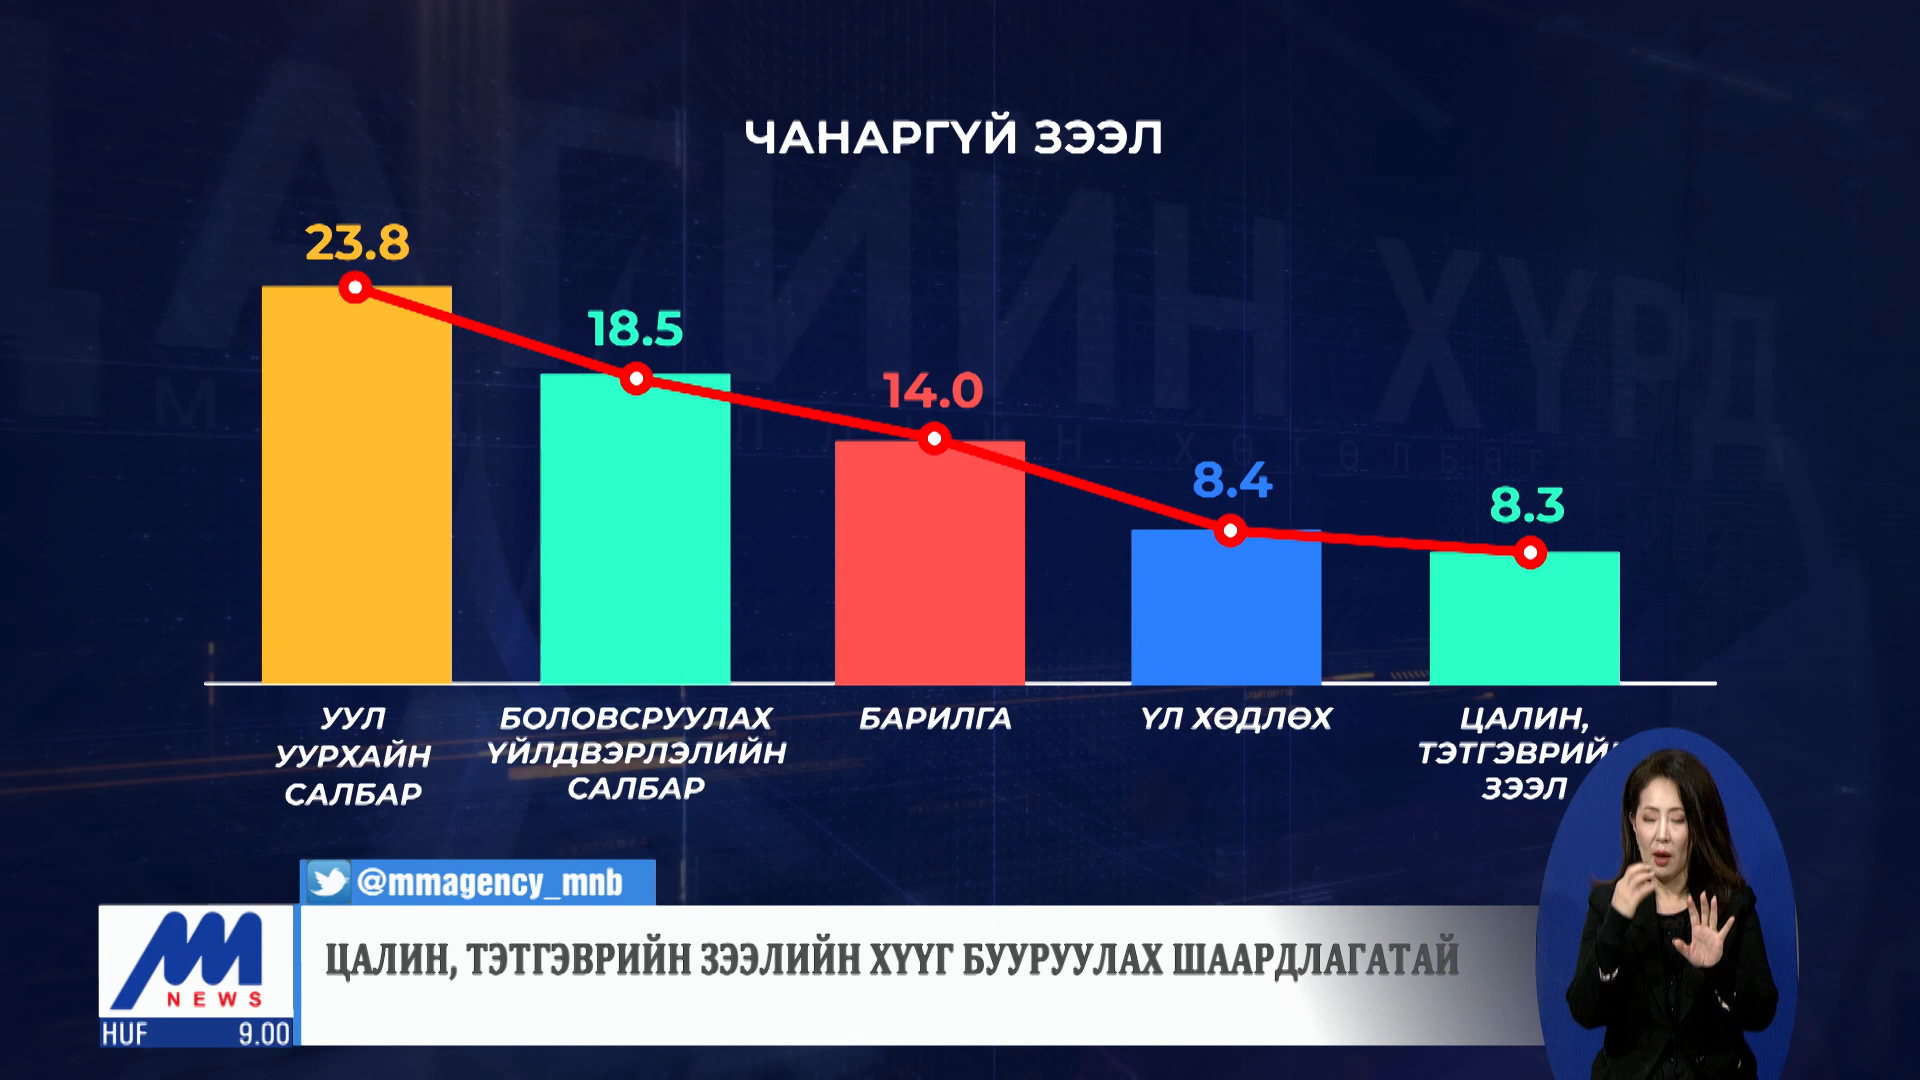 ЧАНАРГҮЙ ЗЭЭЛ
23.8
18.5
14.0
8.4
8.3
УУЛ
УУРХАЙН
САЛБАР
БОЛОВСРУУЛАХ
ҮЙЛДВЭРЛЭЛИЙН
САЛБАР
БАРИЛГА
ҮЛ ХӨДЛӨХ
ЦАЛИН,
ЗЭЭЛ
@mmagency_mnb
ЦАЛИН, ТЭТГЭВРИЙН ЗЭЭЛИЙН ХҮҮГ БУУРУУЛАХ ШААРДЛАГАТАЙ
NEWS
HUF 9.00